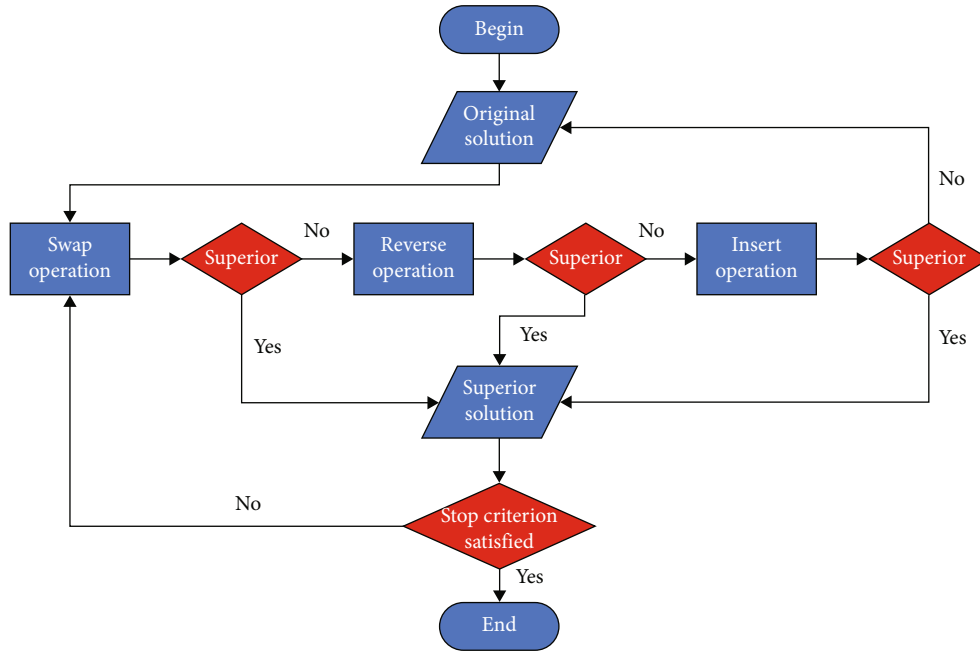 Begin
Original
solution
No
Swap
operation
Superior
No
Reverse
operation
Superior
No
Insert
operation
Superior
Yes
Yes
Yes
Superior
solution
No
Stop criterion
satisfied
Yes
End